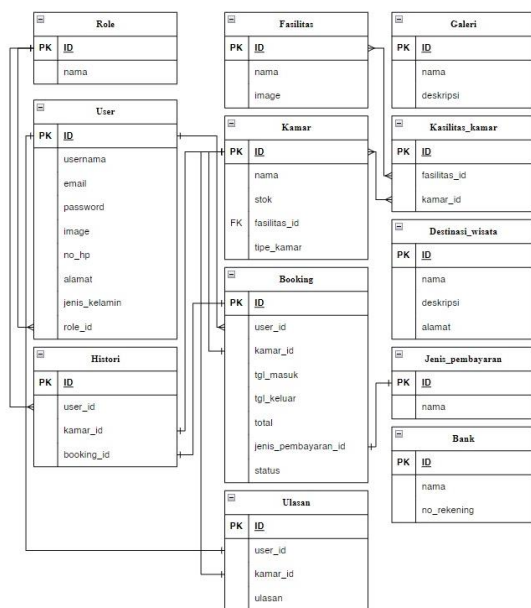 Role
PK ID
nama
User
PK ID
usernama
email
password
image
no_hp
alamat
jenis_kelamin
role_id
Histori
PK ID
user_id
kamar_id
booking_id
Fasilitas
PK ID
nama
image
Kamar
PK ID
nama
stok
FK fasilitas_id
tipe_kamar
Booking
PK ID
user_id
kamar_id
tgl_masuk
tgl_keluar
total
jenis_pembayaran_id
status
Ulasan
PK ID
user_id
kamar_id
ulasan
Galeri
PK ID
nama
deskripsi
Kasilitas_kamar
PK ID
fasilitas_id
kamar_id
Destinasi_wisata
PK ID
nama
deskripsi
alamat
Jenis_pembayaran
PK ID
nama
Bank
PK ID
nama
no_rekening